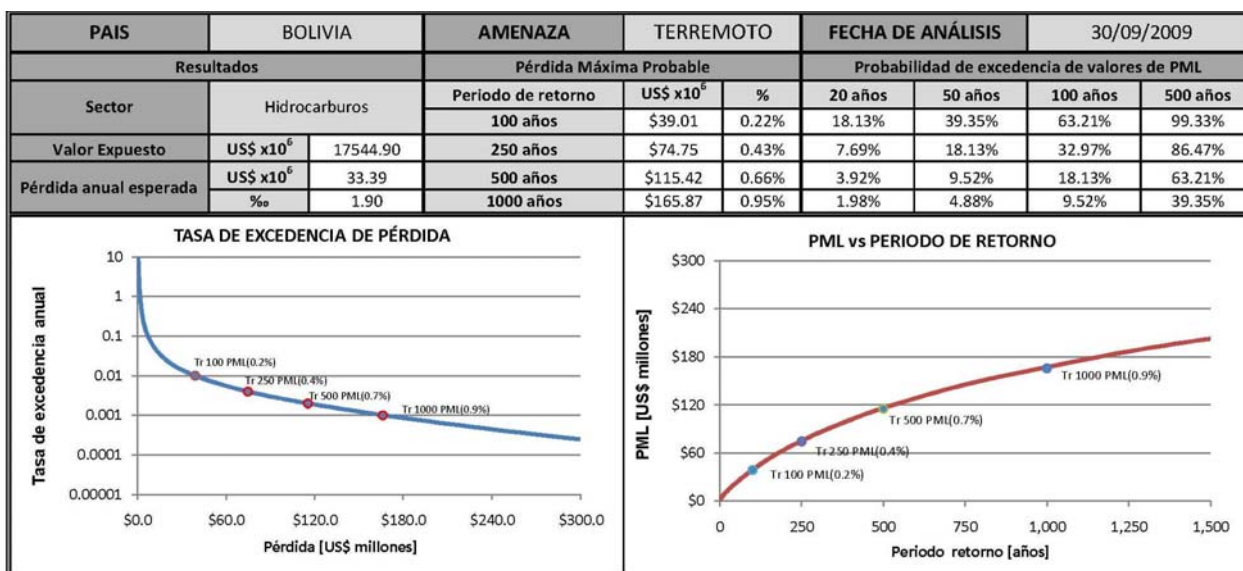 PAIS BOLIVIA AMENAZA TERREMOTO FECHA DE ANÁLISIS 30/09/2009
Resultados Pérdida Máxima Probable Probabilidad de excedencia de valores de PML
Sector Hidrocarburos Periodo de retorno US$ x10⁶ % 20 años 50 años 100 años 500 años
100 años $39.01 0.22% 18.13% 39.35% 63.21% 99.33%
Valor Expuesto US$ x10⁶ 17544.90 250 años $74.75 0.43% 7.69% 18.13% 32.97% 86.47%
Pérdida anual esperada US$ x10⁶ 33.39 500 años $115.42 0.66% 3.92% 9.52% 18.13% 63.21%
‰ 1.90 1000 años $165.87 0.95% 1.98% 4.88% 9.52% 39.35%
TASA DE EXCEDENCIA DE PÉRDIDA
Tasa de excedencia anual
10
1
0.1
0.01
0.001
0.0001
0.00001
Tr 100 PML(0.2%)
Tr 250 PML(0.4%)
Tr 500 PML(0.7%)
Tr 1000 PML(0.9%)
$0.0 $60.0 $120.0 $180.0 $240.0 $300.0
Pérdida [US$ millones]
PML vs PERIODO DE RETORNO
PML [US$ millones]
$300
$240
$180
$120
$60
$0
Tr 1000 PML(0.9%)
Tr 500 PML(0.7%)
Tr 250 PML(0.4%)
Tr 100 PML(0.2%)
0 250 500 750 1,000 1,250 1,500
Periodo retorno [años]